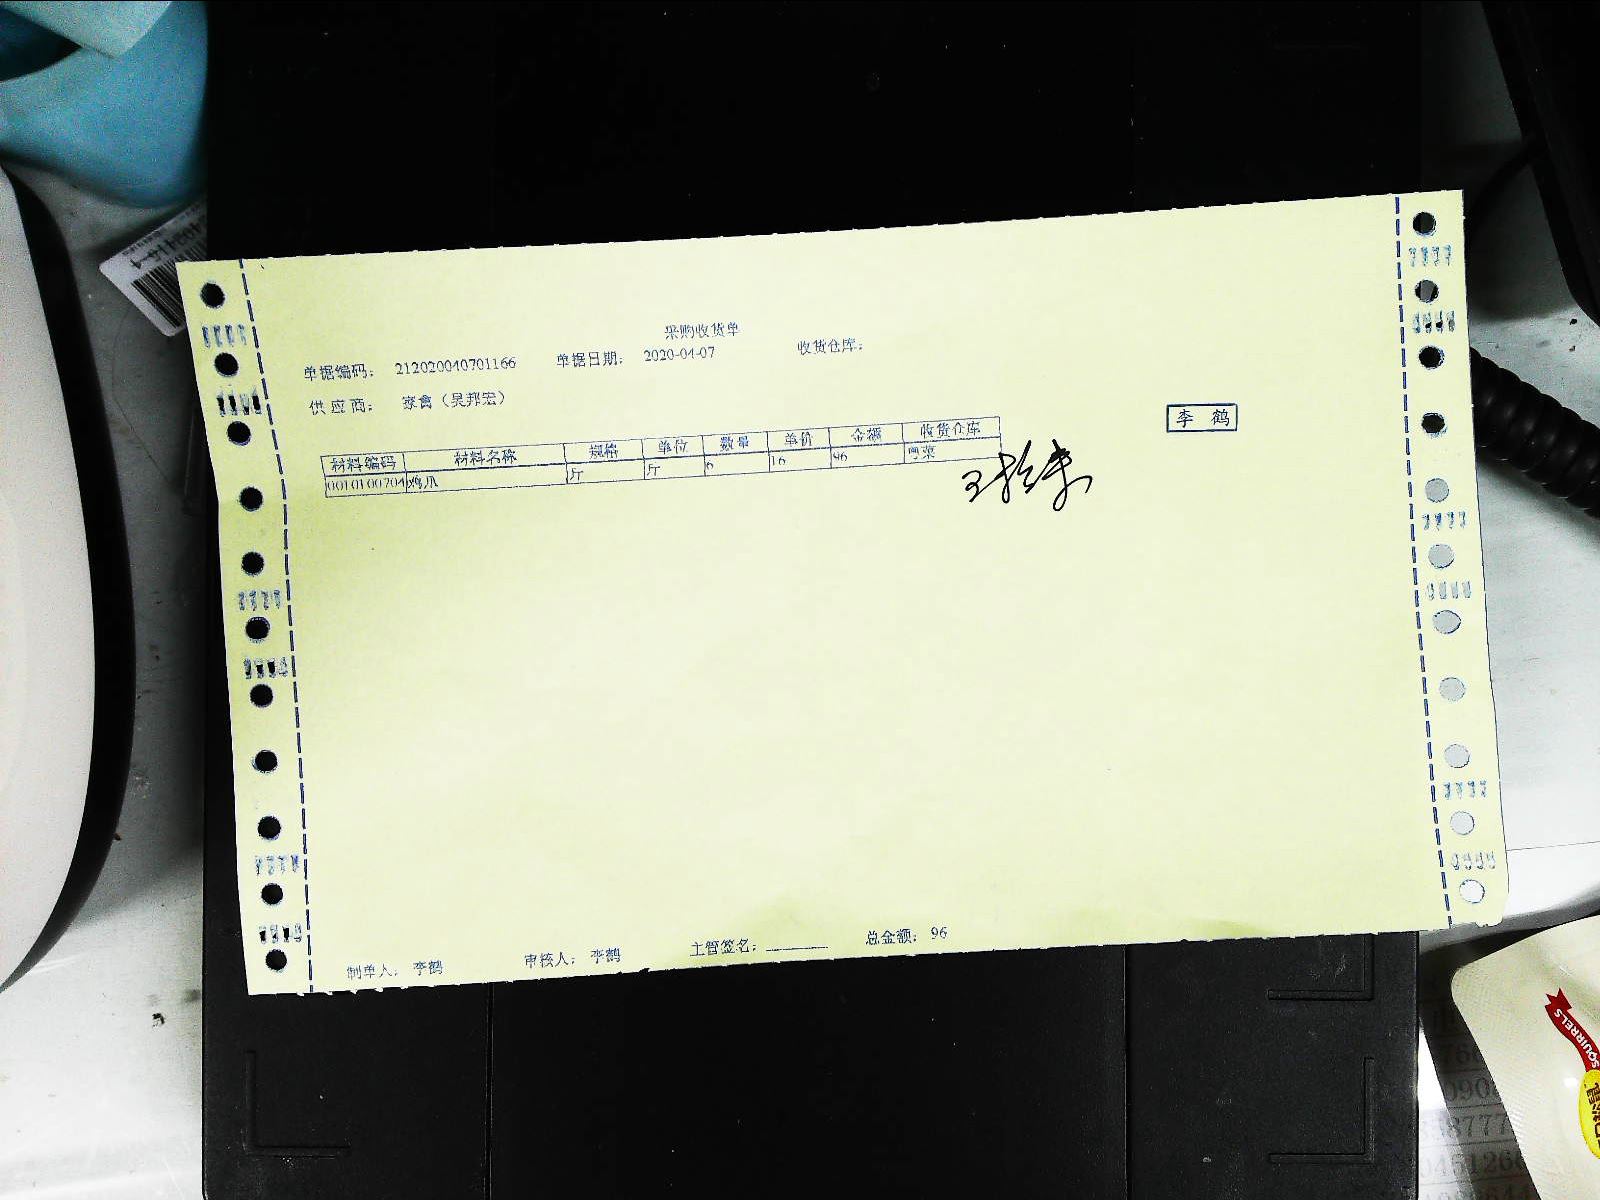 采购收货单
单据编码： 212020040701166 单据日期： 2020-04-07 收货仓库：
供应商： 家禽（吴邦宏）
李鹤
材料编码 材料名称 规格 单位 数量 单价 金额 收货仓库
0010100704 鸡爪 斤 斤 6 16 96 粤菜
制单人： 李鹤 审核人： 李鹤 主管签名： 总金额： 96
SQUIRRELS